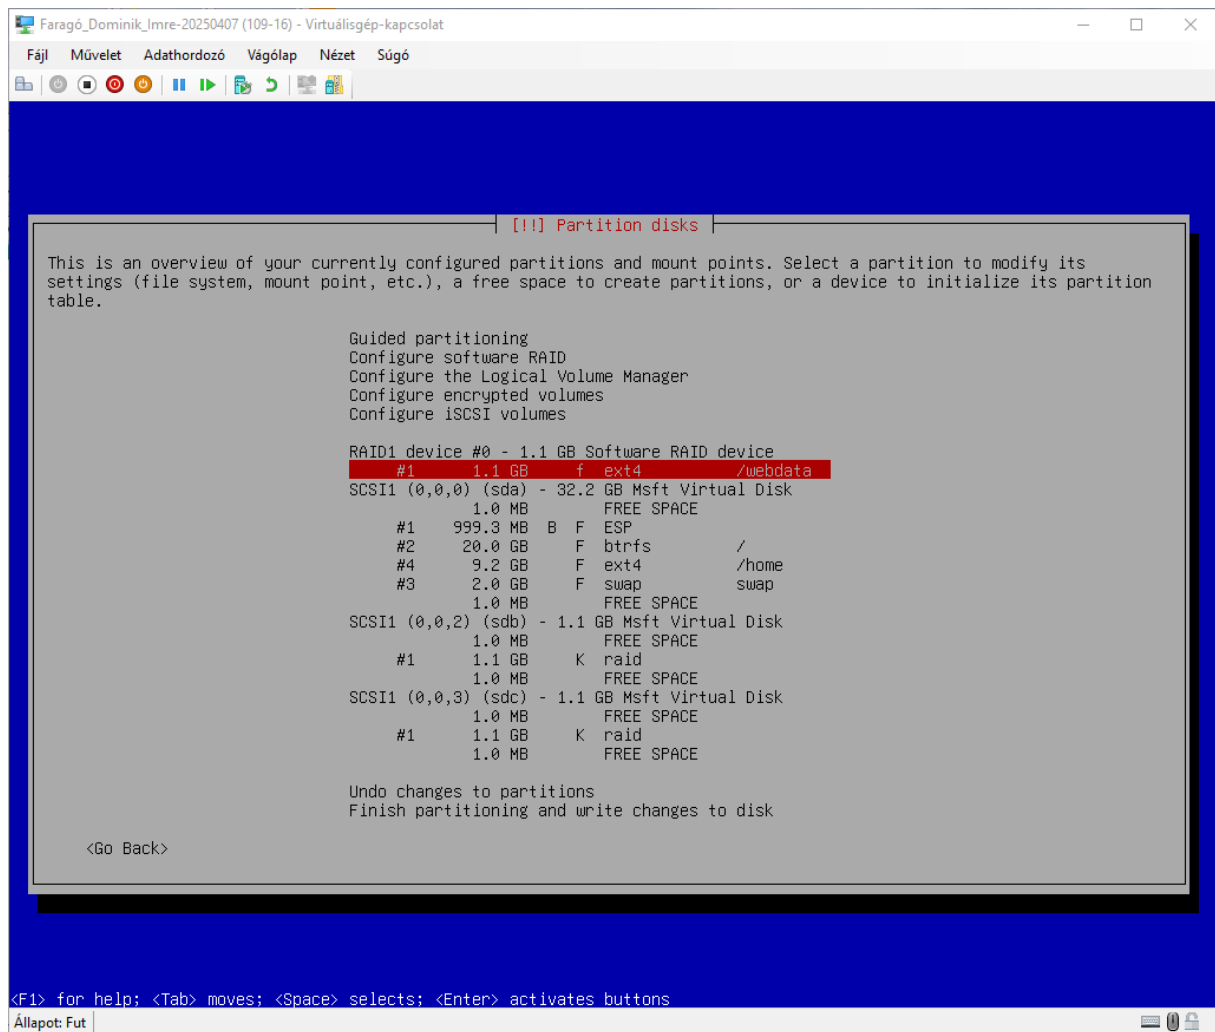 Faragó_Dominik_Imre-20250407 (109-16) - Virtuálisgép-kapcsolat
Fájl Művelet Adathordozó Vágólap Nézet Súgó
[!!] Partition disks
This is an overview of your currently configured partitions and mount points. Select a partition to modify its
settings (file system, mount point, etc.), a free space to create partitions, or a device to initialize its partition
table.
Guided partitioning
Configure software RAID
Configure the Logical Volume Manager
Configure encrypted volumes
Configure iSCSI volumes
RAID1 device #0 - 1.1 GB Software RAID device
#1 1.1 GB f ext4 /webdata
SCSI1 (0,0,0) (sda) - 32.2 GB Msft Virtual Disk
1.0 MB FREE SPACE
#1 999.3 MB B F ESP
#2 20.0 GB F btrfs /
#4 9.2 GB F ext4 /home
#3 2.0 GB F swap swap
1.0 MB FREE SPACE
SCSI1 (0,0,2) (sdb) - 1.1 GB Msft Virtual Disk
1.0 MB FREE SPACE
#1 1.1 GB K raid
1.0 MB FREE SPACE
SCSI1 (0,0,3) (sdc) - 1.1 GB Msft Virtual Disk
1.0 MB FREE SPACE
#1 1.1 GB K raid
1.0 MB FREE SPACE
Undo changes to partitions
Finish partitioning and write changes to disk
<Go Back>
<F1> for help; <Tab> moves; <Space> selects; <Enter> activates buttons
Állapot: Fut